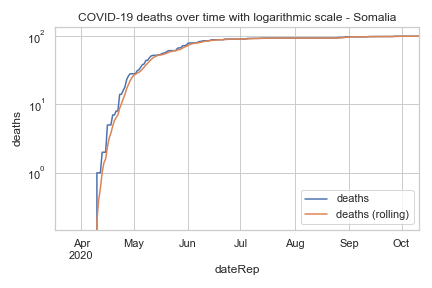 COVID-19 deaths over time with logarithmic scale - Somalia
deaths
10²
10¹
10⁰
Apr
2020
May
Jun
Jul
Aug
Sep
Oct
dateRep
deaths
deaths (rolling)